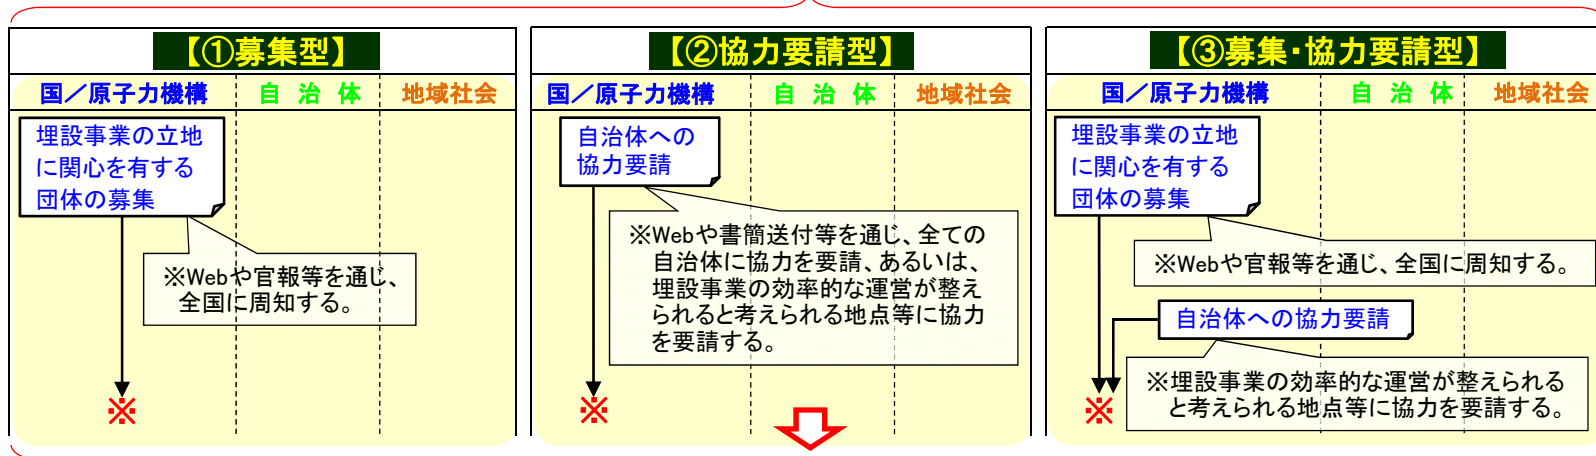 【①募集型】
国／原子力機構
自 治 体
地域社会
埋設事業の立地
に関心を有する
団体の募集
※Webや官報等を通じ、
全国に周知する。
※
【②協力要請型】
国／原子力機構
自 治 体
地域社会
自治体への
協力要請
※Webや書簡送付等を通じ、全ての
自治体に協力を要請、あるいは、
埋設事業の効率的な運営が整え
られると考えられる地点等に協力
を要請する。
※
【③募集・協力要請型】
国／原子力機構
自 治 体
地域社会
埋設事業の立地
に関心を有する
団体の募集
※Webや官報等を通じ、全国に周知する。
自治体への協力要請
※埋設事業の効率的な運営が整えられる
と考えられる地点等に協力を要請する。
※